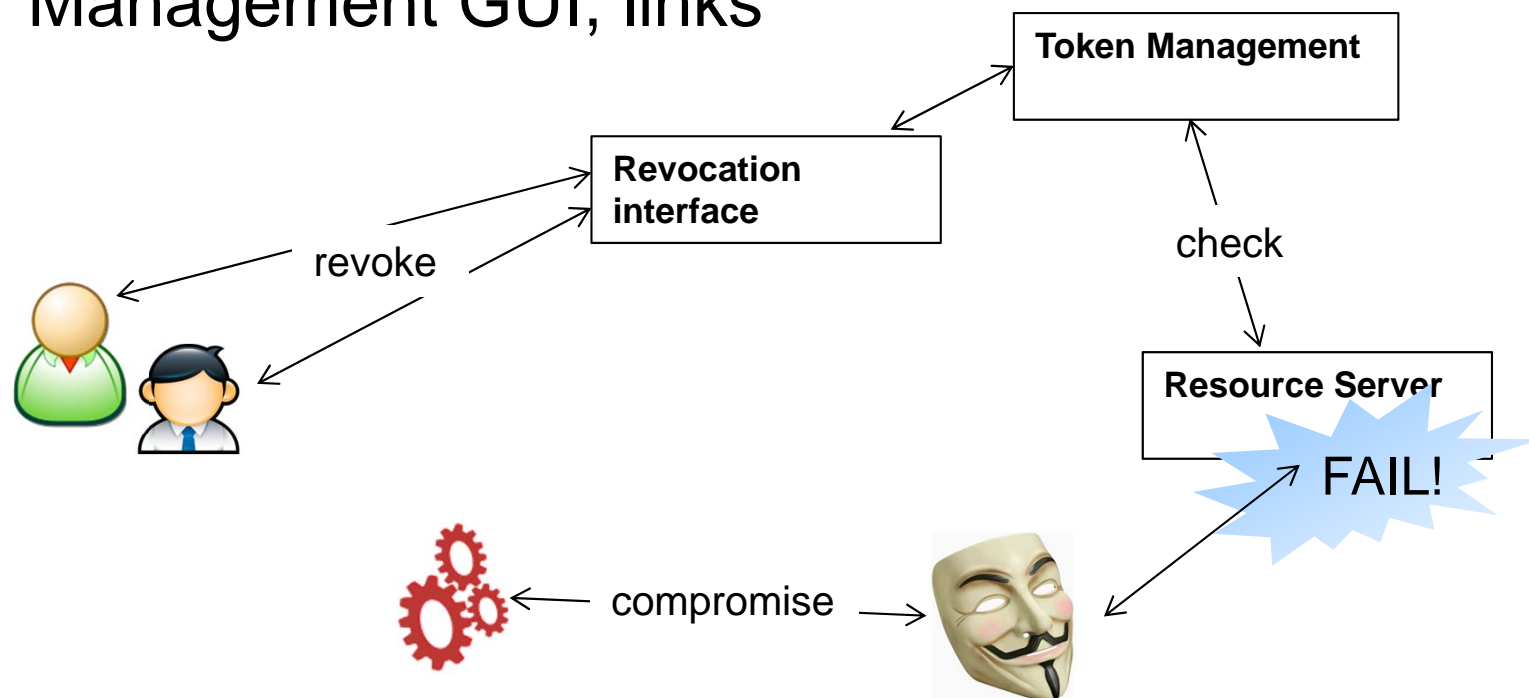 Management GUI, links
Token Management
Revocation
interface
revoke
check
Resource Server
FAIL!
compromise